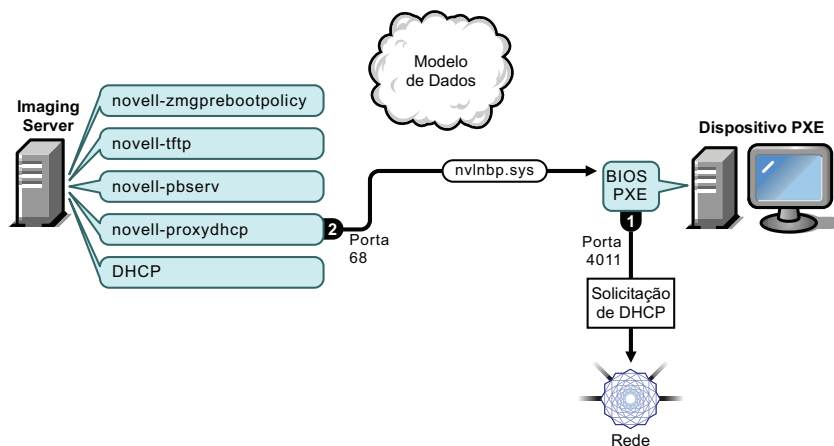 Modelo
de Dados
Imaging
Server
novell-zmgprebootpolicy
novell-tftp
novell-pbserv
novell-proxydhcp
DHCP
2
Porta
68
nvlnbp.sys
Dispositivo PXE
BIOS
PXE
1
Porta
4011
Solicitação
de DHCP
Rede